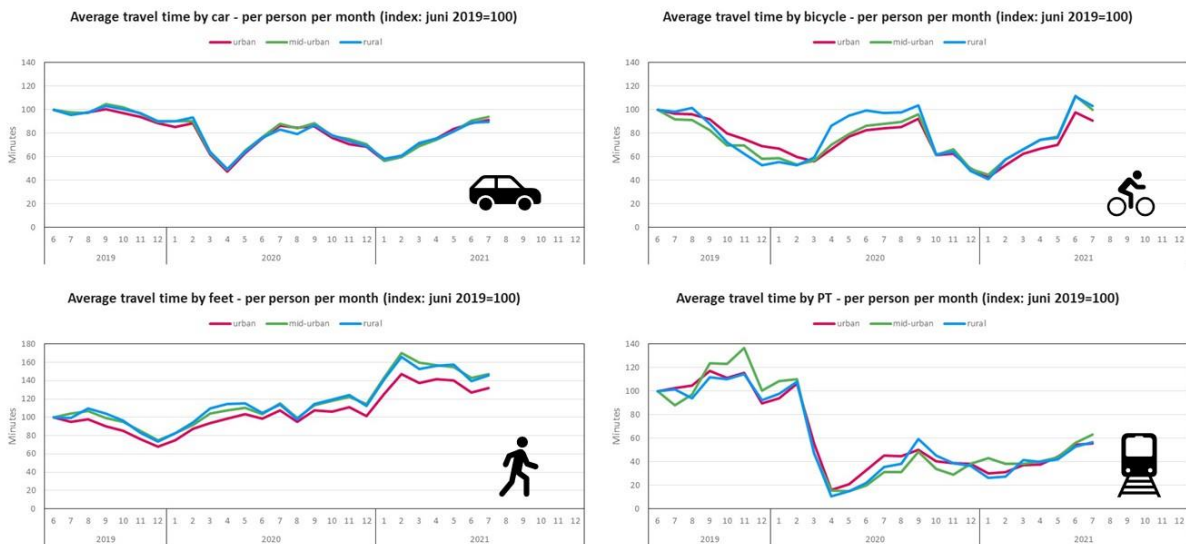 Average travel time by car - per person per month (index: juni 2019=100)
urban mid-urban rural
140
120
100
80
60
40
20
0
Minutes
6 7 8 9 10 11 12 1 2 3 4 5 6 7 8 9 10 11 12 1 2 3 4 5 6 7 8 9 10 11 12
2019 2020 2021
Average travel time by bicycle - per person per month (index: juni 2019=100)
urban mid-urban rural
140
120
100
80
60
40
20
0
Minutes
6 7 8 9 10 11 12 1 2 3 4 5 6 7 8 9 10 11 12 1 2 3 4 5 6 7 8 9 10 11 12
2019 2020 2021
Average travel time by feet - per person per month (index: juni 2019=100)
urban mid-urban rural
180
160
140
120
100
80
60
40
20
0
Minutes
6 7 8 9 10 11 12 1 2 3 4 5 6 7 8 9 10 11 12 1 2 3 4 5 6 7 8 9 10 11 12
2019 2020 2021
Average travel time by PT - per person per month (index: juni 2019=100)
urban mid-urban rural
140
120
100
80
60
40
20
0
Minutes
6 7 8 9 10 11 12 1 2 3 4 5 6 7 8 9 10 11 12 1 2 3 4 5 6 7 8 9 10 11 12
2019 2020 2021